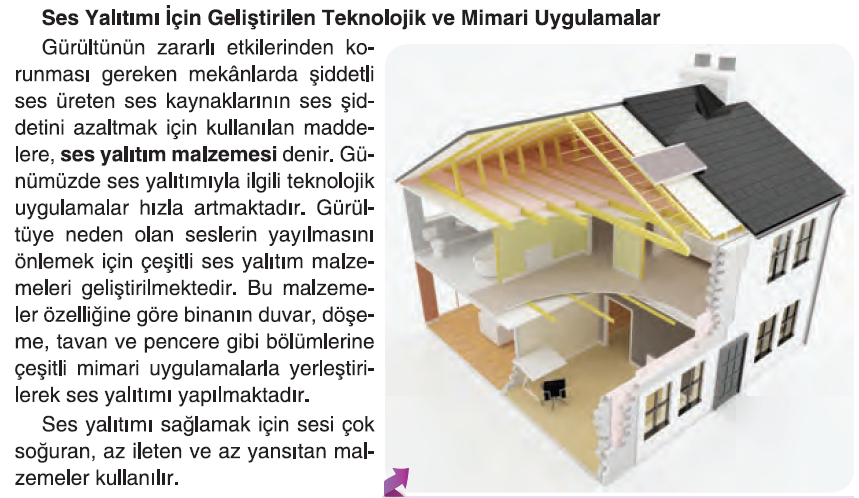 Ses Yalıtımı İçin Geliştirilen Teknolojik ve Mimari Uygulamalar
Gürültünün zararlı etkilerinden ko-
runması gereken mekânlarda şiddetli
ses üreten ses kaynaklarının ses şid-
detini azaltmak için kullanılan madde-
lere, ses yalıtım malzemesi denir. Gü-
nümüzde ses yalıtımıyla ilgili teknolojik
uygulamalar hızla artmaktadır. Gürül-
tüye neden olan seslerin yayılmasını
önlemek için çeşitli ses yalıtım malze-
meleri geliştirilmektedir. Bu malzeme-
ler özelliğine göre binanın duvar, döşe-
me, tavan ve pencere gibi bölümlerine
çeşitli mimari uygulamalarla yerleştiri-
lerek ses yalıtımı yapılmaktadır.
Ses yalıtımı sağlamak için sesi çok
soğuran, az ileten ve az yansıtan mal-
zemeler kullanılır.